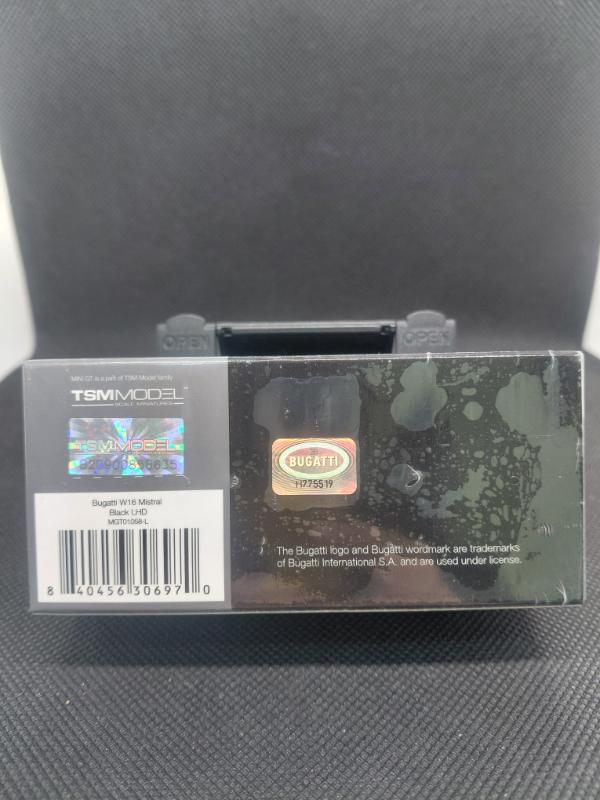 OPEN
OPEN
MINI GT is a part of TSM-Model family
TSMMODEL
SCALE MINIATURES
TSMMODEL
BUGATTI
Bugatti W16 Mistral
Black LHD
MGT01058-L
8 40456 30697 0
The Bugatti logo and Bugatti wordmark are trademarks
of Bugatti International S.A. and are used under license.